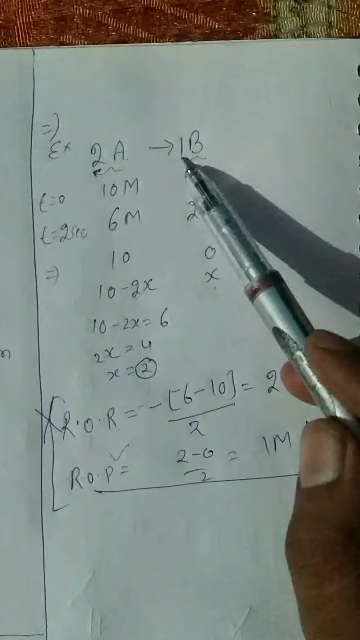 =)
Ex 2A → 1B
t=0 10M
t=2sec 6M 2
=) 10 0
10-2x x
10-2x=6
2x=4
x=2
R.O.R = -[6-10]/2 = 2
R.O.P = 2-0/2 = 1M